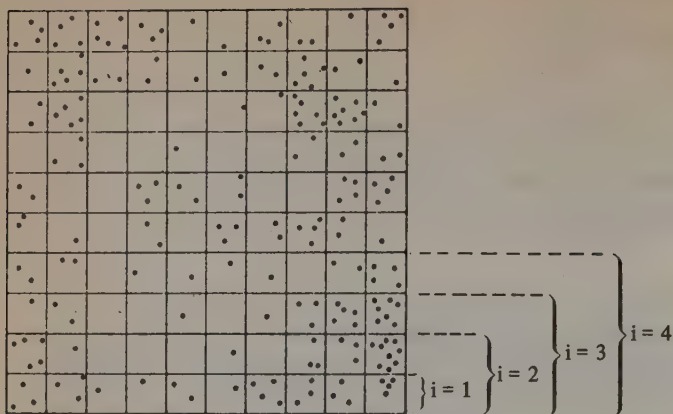 i = 4
i = 3
i = 2
i = 1